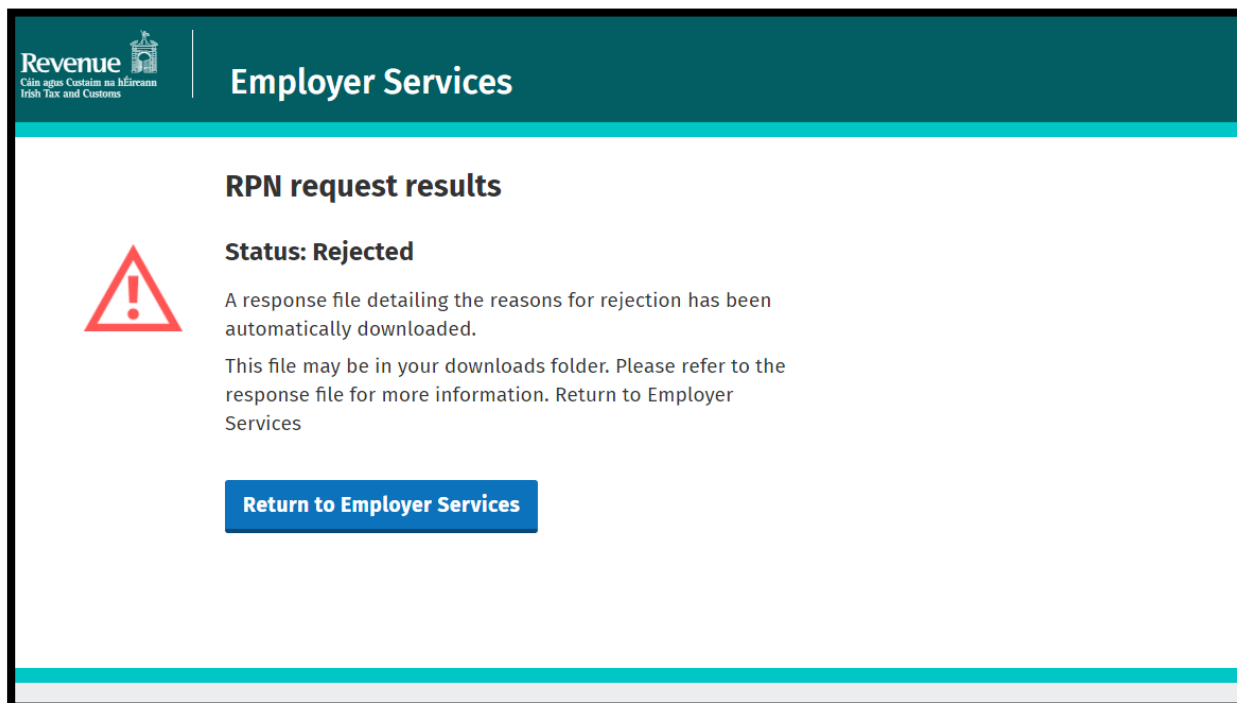 Revenue
Cáin agus Custaim na hÉireann
Irish Tax and Customs
Employer Services
RPN request results
Status: Rejected
A response file detailing the reasons for rejection has been
automatically downloaded.
This file may be in your downloads folder. Please refer to the
response file for more information. Return to Employer
Services
Return to Employer Services